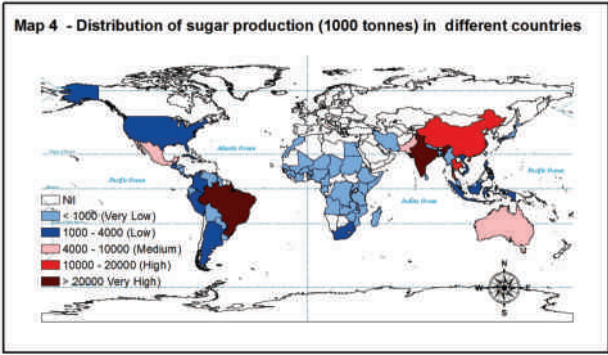 Map 4 - Distribution of sugar production (1000 tonnes) in different countries
Atlantic Ocean
Pacific Ocean
Pacific Ocean
Indian Ocean
Nil
< 1000 (Very Low)
1000 - 4000 (Low)
4000 - 10000 (Medium)
10000 - 20000 (High)
> 20000 Very High)
N
W
E
S